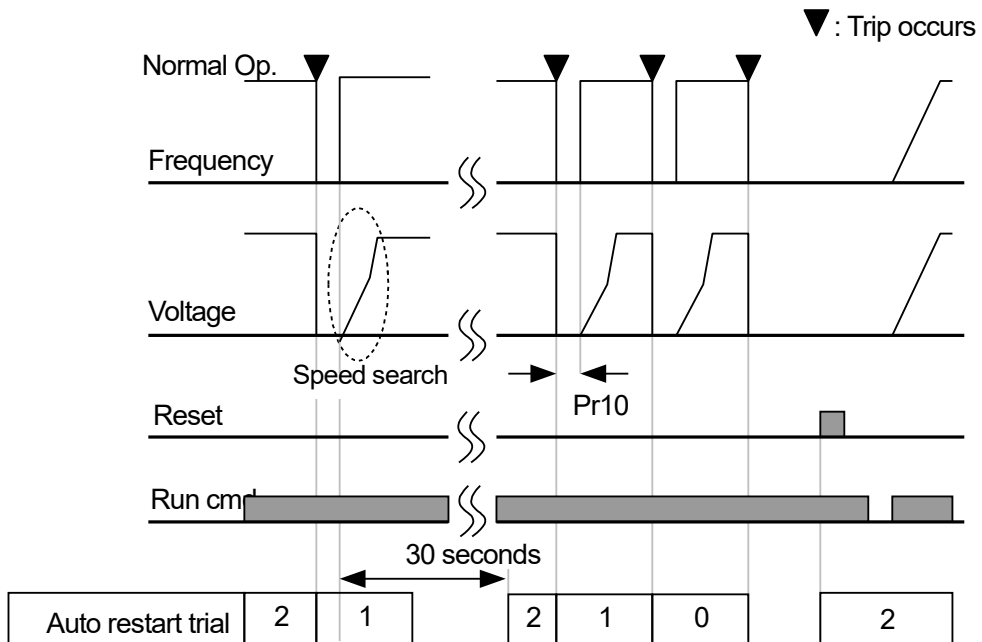 ▼ : Trip occurs
Normal Op.
Frequency
Voltage
Speed search
Pr10
Reset
Run cmd
30 seconds
Auto restart trial 2 1 2 1 0 2